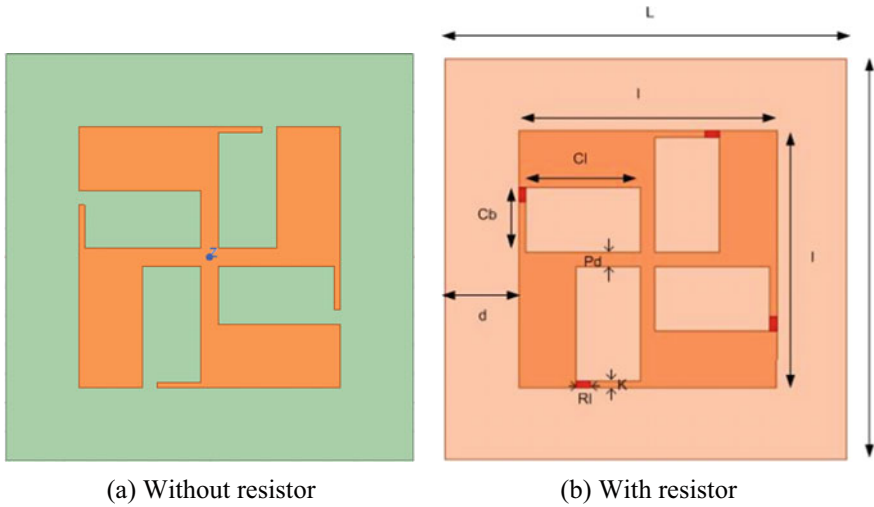 L
l
Cl
Cb
Pd
l
d
K
Rl
Z
(a) Without resistor
(b) With resistor